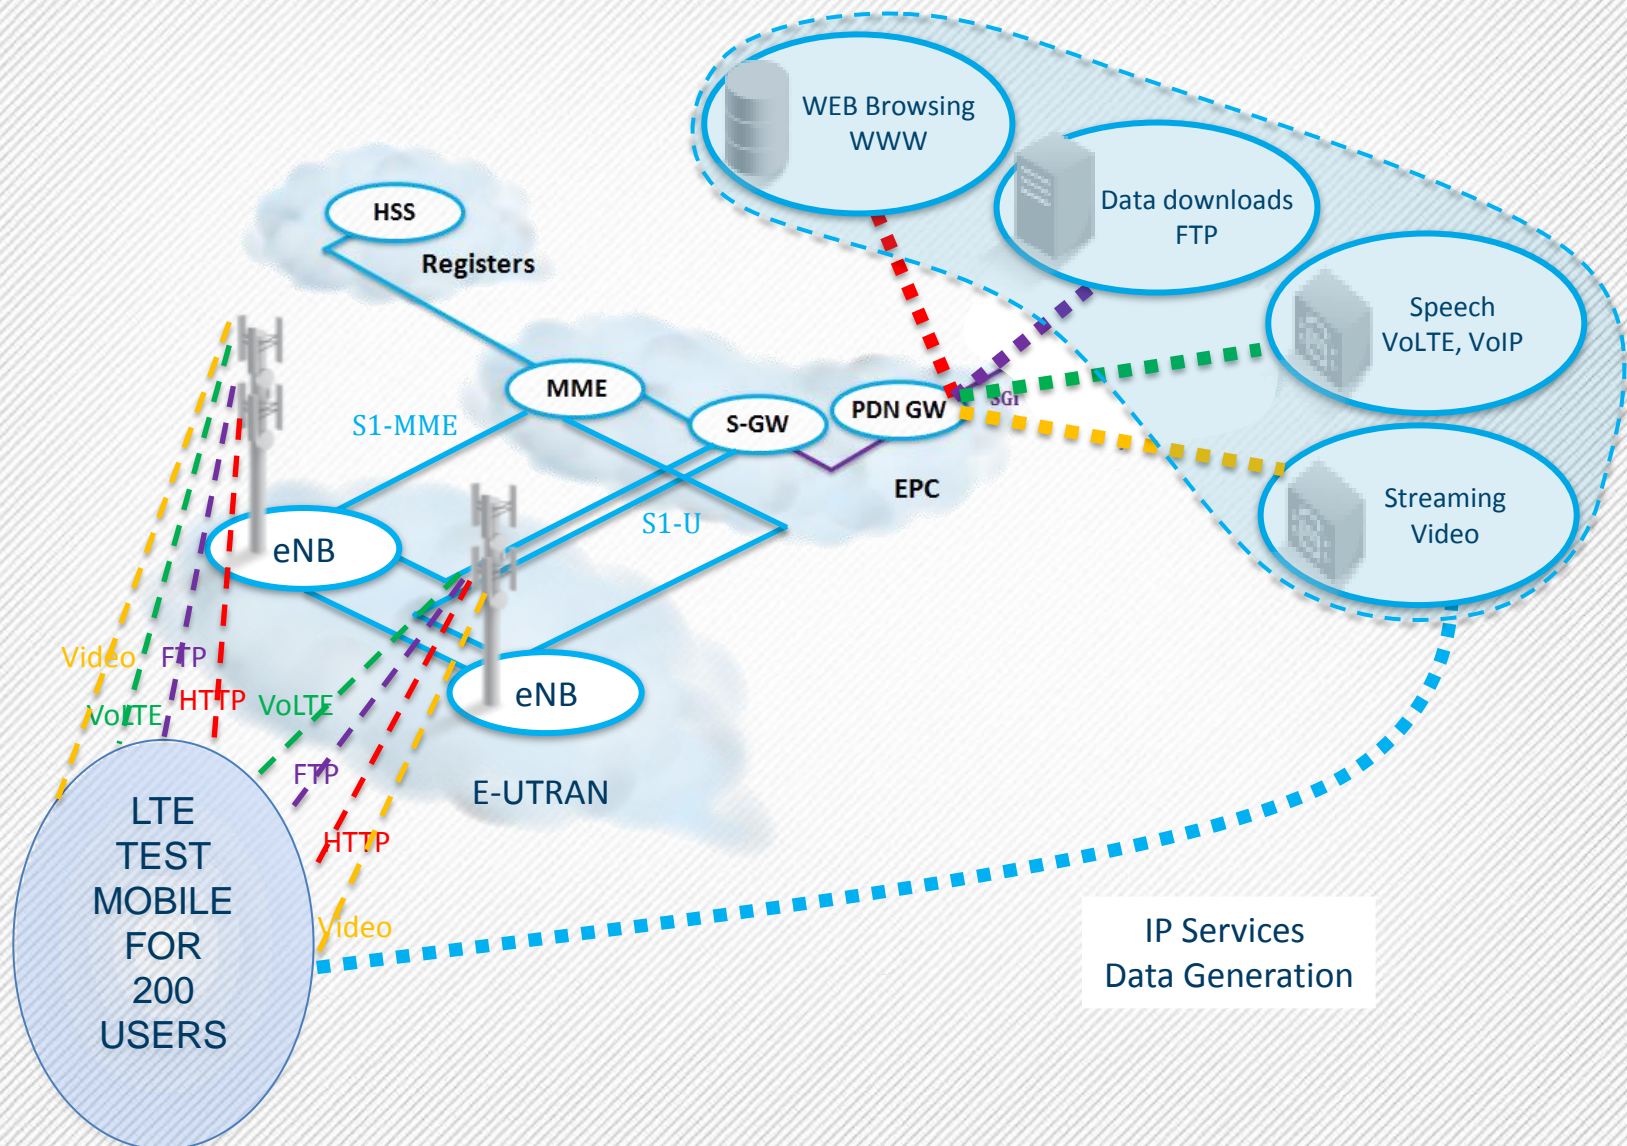 WEB Browsing
WWW
Data downloads
FTP
HSS
Registers
Speech
VoLTE, VoIP
MME
PDN GW
SGi
S-GW
S1-MME
EPC
Streaming
Video
S1-U
eNB
eNB
Video
FTP
HTTP
VoLTE
VoLTE
FTP
E-UTRAN
HTTP
Video
LTE
TEST
MOBILE
FOR
200
USERS
IP Services
Data Generation